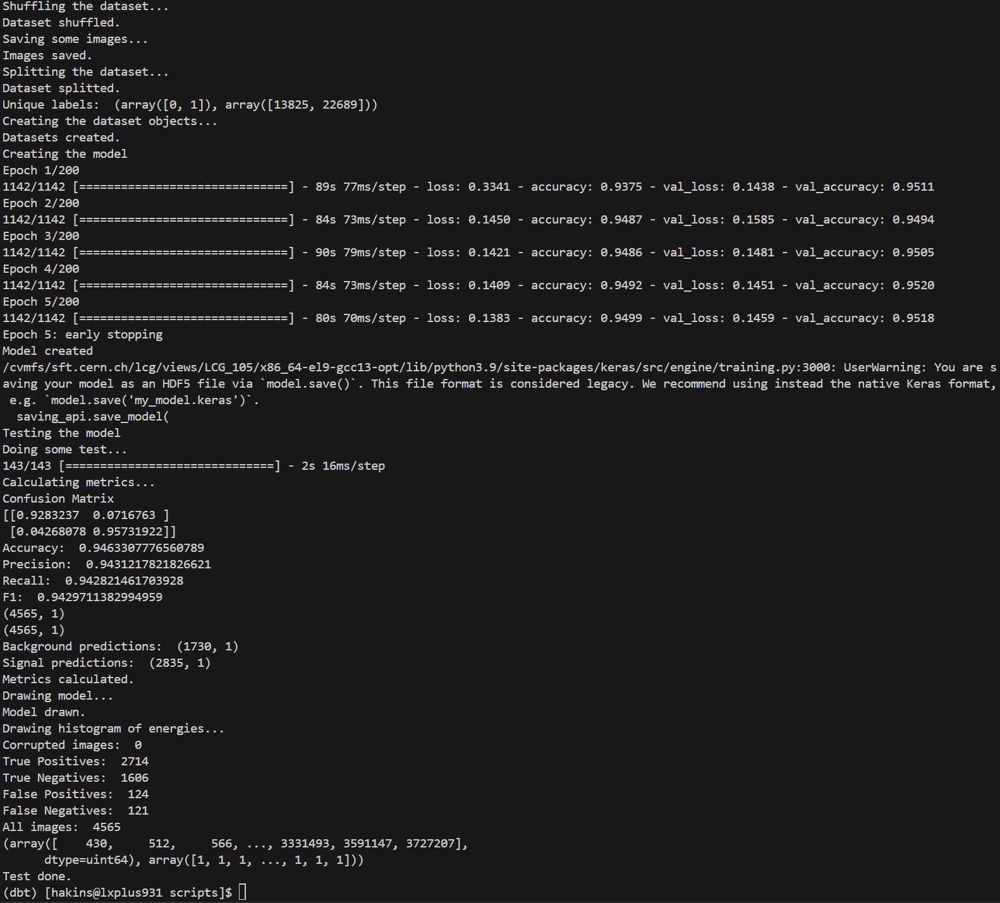 Shuffling the dataset...
Dataset shuffled.
Saving some images...
Images saved.
Splitting the dataset...
Dataset splitted.
Unique labels:  (array([0, 1]), array([13825, 22689]))
Creating the dataset objects...
Datasets created.
Creating the model
Epoch 1/200
1142/1142 [==============================] - 89s 77ms/step - loss: 0.3341 - accuracy: 0.9375 - val_loss: 0.1438 - val_accuracy: 0.9511
Epoch 2/200
1142/1142 [==============================] - 84s 73ms/step - loss: 0.1450 - accuracy: 0.9487 - val_loss: 0.1585 - val_accuracy: 0.9494
Epoch 3/200
1142/1142 [==============================] - 90s 79ms/step - loss: 0.1421 - accuracy: 0.9486 - val_loss: 0.1481 - val_accuracy: 0.9505
Epoch 4/200
1142/1142 [==============================] - 84s 73ms/step - loss: 0.1409 - accuracy: 0.9492 - val_loss: 0.1451 - val_accuracy: 0.9520
Epoch 5/200
1142/1142 [==============================] - 80s 70ms/step - loss: 0.1383 - accuracy: 0.9499 - val_loss: 0.1459 - val_accuracy: 0.9518
Epoch 5: early stopping
Model created
/cvmfs/sft.cern.ch/lcg/views/LCG_105/x86_64-el9-gcc13-opt/lib/python3.9/site-packages/keras/src/engine/training.py:3000: UserWarning: You are s
aving your model as an HDF5 file via `model.save()`. This file format is considered legacy. We recommend using instead the native Keras format,
 e.g. `model.save('my_model.keras')`.
  saving_api.save_model(
Testing the model
Doing some test...
143/143 [==============================] - 2s 16ms/step
Calculating metrics...
Confusion Matrix
[[0.9283237  0.0716763 ]
 [0.04268078 0.95731922]]
Accuracy:  0.9463307776560789
Precision:  0.9431217821826621
Recall:  0.942821461703928
F1:  0.9429711382994959
(4565, 1)
(4565, 1)
Background predictions:  (1730, 1)
Signal predictions:  (2835, 1)
Metrics calculated.
Drawing model...
Model drawn.
Drawing histogram of energies...
Corrupted images:  0
True Positives:  2714
True Negatives:  1606
False Positives:  124
False Negatives:  121
All images:  4565
(array([    430,     512,     566, ..., 3331493, 3591147, 3727207],
      dtype=uint64), array([1, 1, 1, ..., 1, 1, 1]))
Test done.
(dbt) [hakins@lxplus931 scripts]$